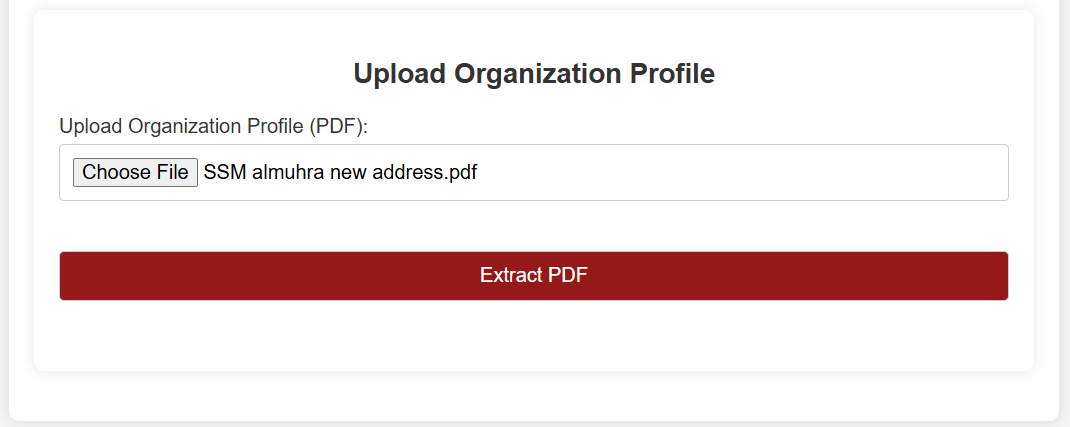 Upload Organization Profile
Upload Organization Profile (PDF):
Choose File SSM almuhra new address.pdf
Extract PDF